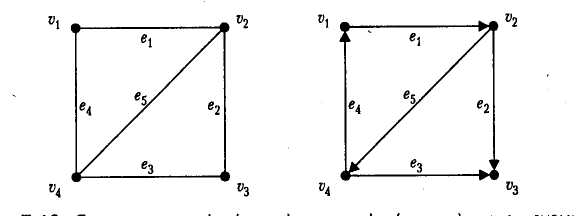 v1 e1 v2 v1 e1 v2
e4 e5 e2 e4 e5 e2
v4 e3 v3 v4 e3 v3